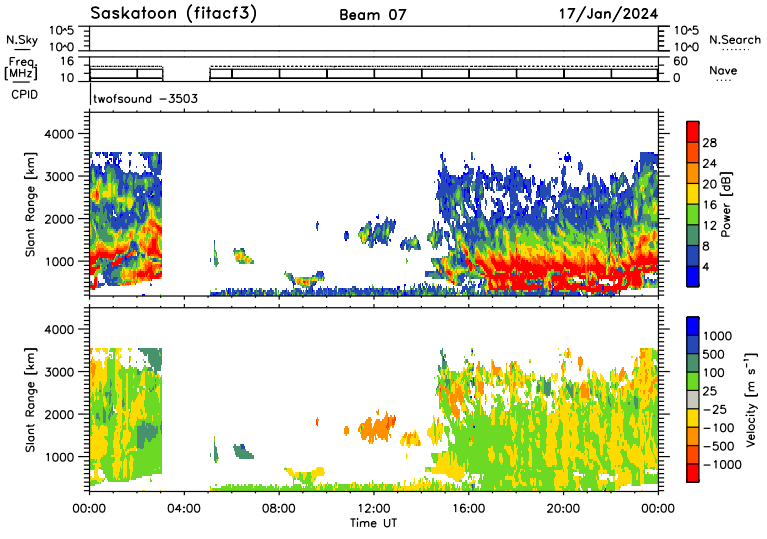 Saskatoon (fitacf3) Beam 07 17/Jan/2024
N.Sky 10^5 10^0 10^5 10^0 N.Search
Freq. [MHz] 16 10 60 0 Nave
CPID twofsound -3503
Slant Range [km] 4000 3000 2000 1000
28 24 20 16 12 8 4 Power [dB]
Slant Range [km] 4000 3000 2000 1000
1000 500 100 25 -25 -100 -500 -1000 Velocity [m s⁻¹]
00:00 04:00 08:00 12:00 16:00 20:00 00:00
Time UT